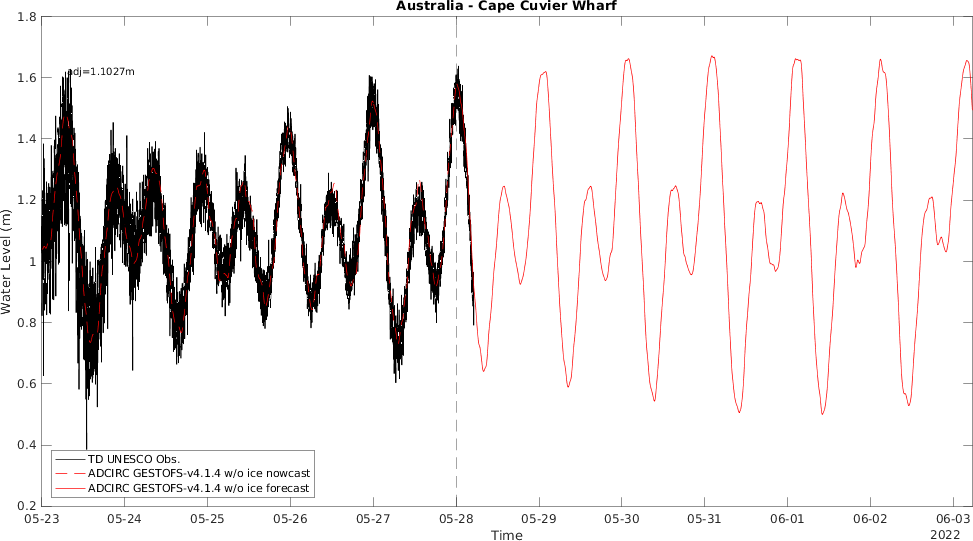 Australia - Cape Cuvier Wharf
Water Level (m)
1.8
1.6
1.4
1.2
1
0.8
0.6
0.4
0.2
adj=1.1027m
TD UNESCO Obs.
ADCIRC GESTOFS-v4.1.4 w/o ice nowcast
ADCIRC GESTOFS-v4.1.4 w/o ice forecast
05-23 05-24 05-25 05-26 05-27 05-28 05-29 05-30 05-31 06-01 06-02 06-03
Time
2022